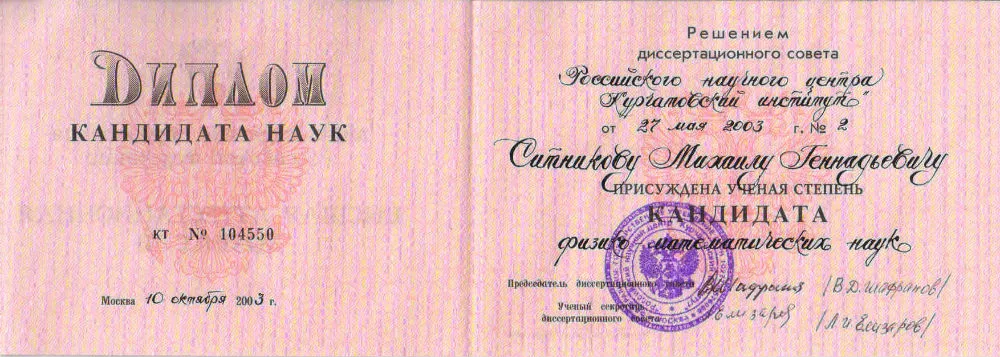 ДИПЛОМ
КАНДИДАТА НАУК
КТ № 104550
Москва 10 октября 2003 г.
Решением
диссертационного совета
Российского научного центра
"Курчатовский институт"
от 27 мая 2003 г. № 2
Ситникову Михаилу Геннадьевичу
ПРИСУЖДЕНА УЧЕНАЯ СТЕПЕНЬ
КАНДИДАТА
физико-математических наук
Председатель диссертационного совета /В.Д. Шафранов/
Ученый секретарь
диссертационного совета Елизаров /Л.И. Елизаров/